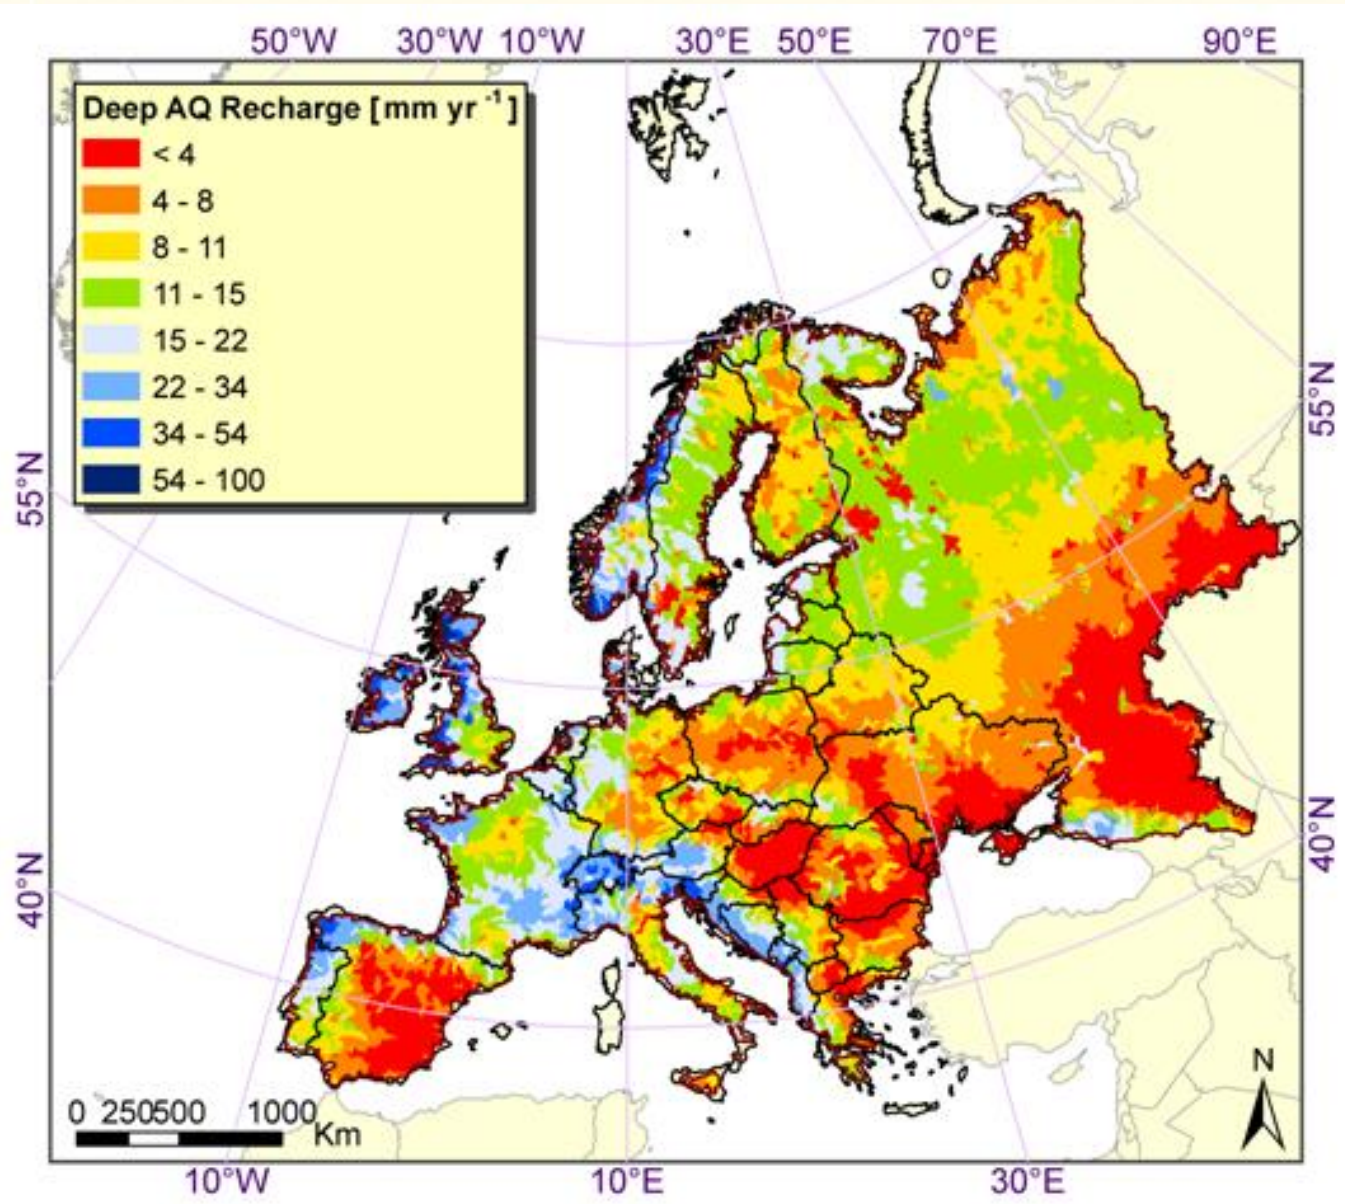 50°W 30°W 10°W 30°E 50°E 70°E 90°E
Deep AQ Recharge [mm yr -1]
< 4
4 - 8
8 - 11
11 - 15
15 - 22
22 - 34
34 - 54
54 - 100
55°N
55°N
40°N
40°N
N
0 250500 1000 Km
10°W 10°E 30°E